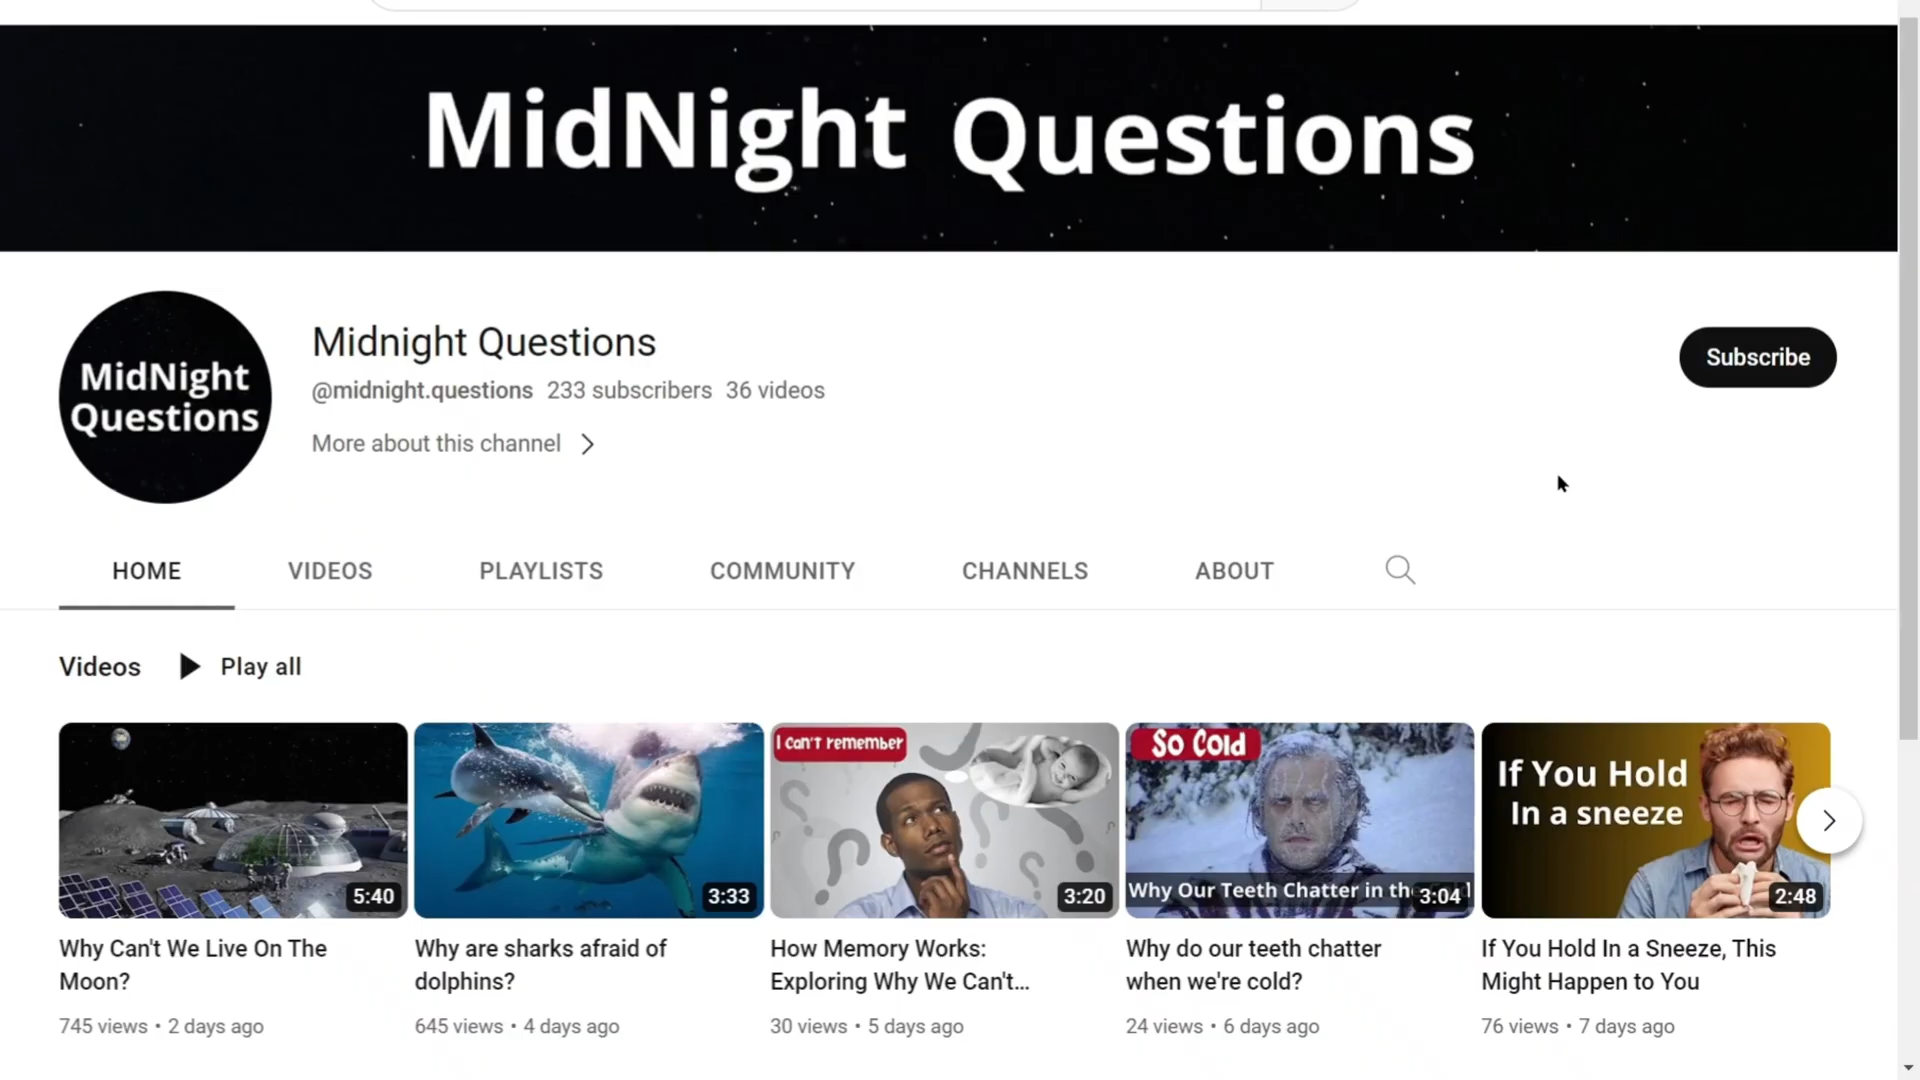 MidNight Questions
MidNight
Questions
Midnight Questions
@midnight.questions 233 subscribers 36 videos
More about this channel
Subscribe
HOME VIDEOS PLAYLISTS COMMUNITY CHANNELS ABOUT
Videos Play all
5:40
3:33
I can't remember
3:20
So Cold
Why Our Teeth Chatter in the
3:04
If You Hold
In a sneeze
2:48
Why Can't We Live On The
Moon?
745 views • 2 days ago
Why are sharks afraid of
dolphins?
645 views • 4 days ago
How Memory Works:
Exploring Why We Can't...
30 views • 5 days ago
Why do our teeth chatter
when we're cold?
24 views • 6 days ago
If You Hold In a Sneeze, This
Might Happen to You
76 views • 7 days ago